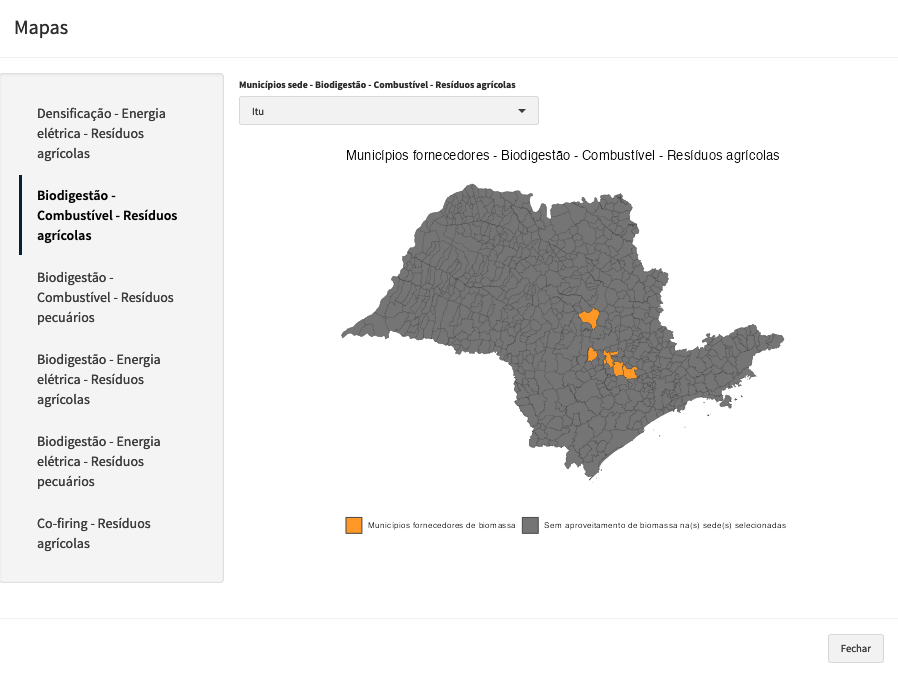 Mapas
Densificação - Energia
elétrica - Resíduos
agrícolas
Biodigestão -
Combustível - Resíduos
agrícolas
Biodigestão -
Combustível - Resíduos
pecuários
Biodigestão - Energia
elétrica - Resíduos
agrícolas
Biodigestão - Energia
elétrica - Resíduos
pecuários
Co-firing - Resíduos
agrícolas
Municípios sede - Biodigestão - Combustível - Resíduos agrícolas
Itu
Municípios fornecedores - Biodigestão - Combustível - Resíduos agrícolas
Municípios fornecedores de biomassa
Sem aproveitamento de biomassa na(s) sede(s) selecionadas
Fechar